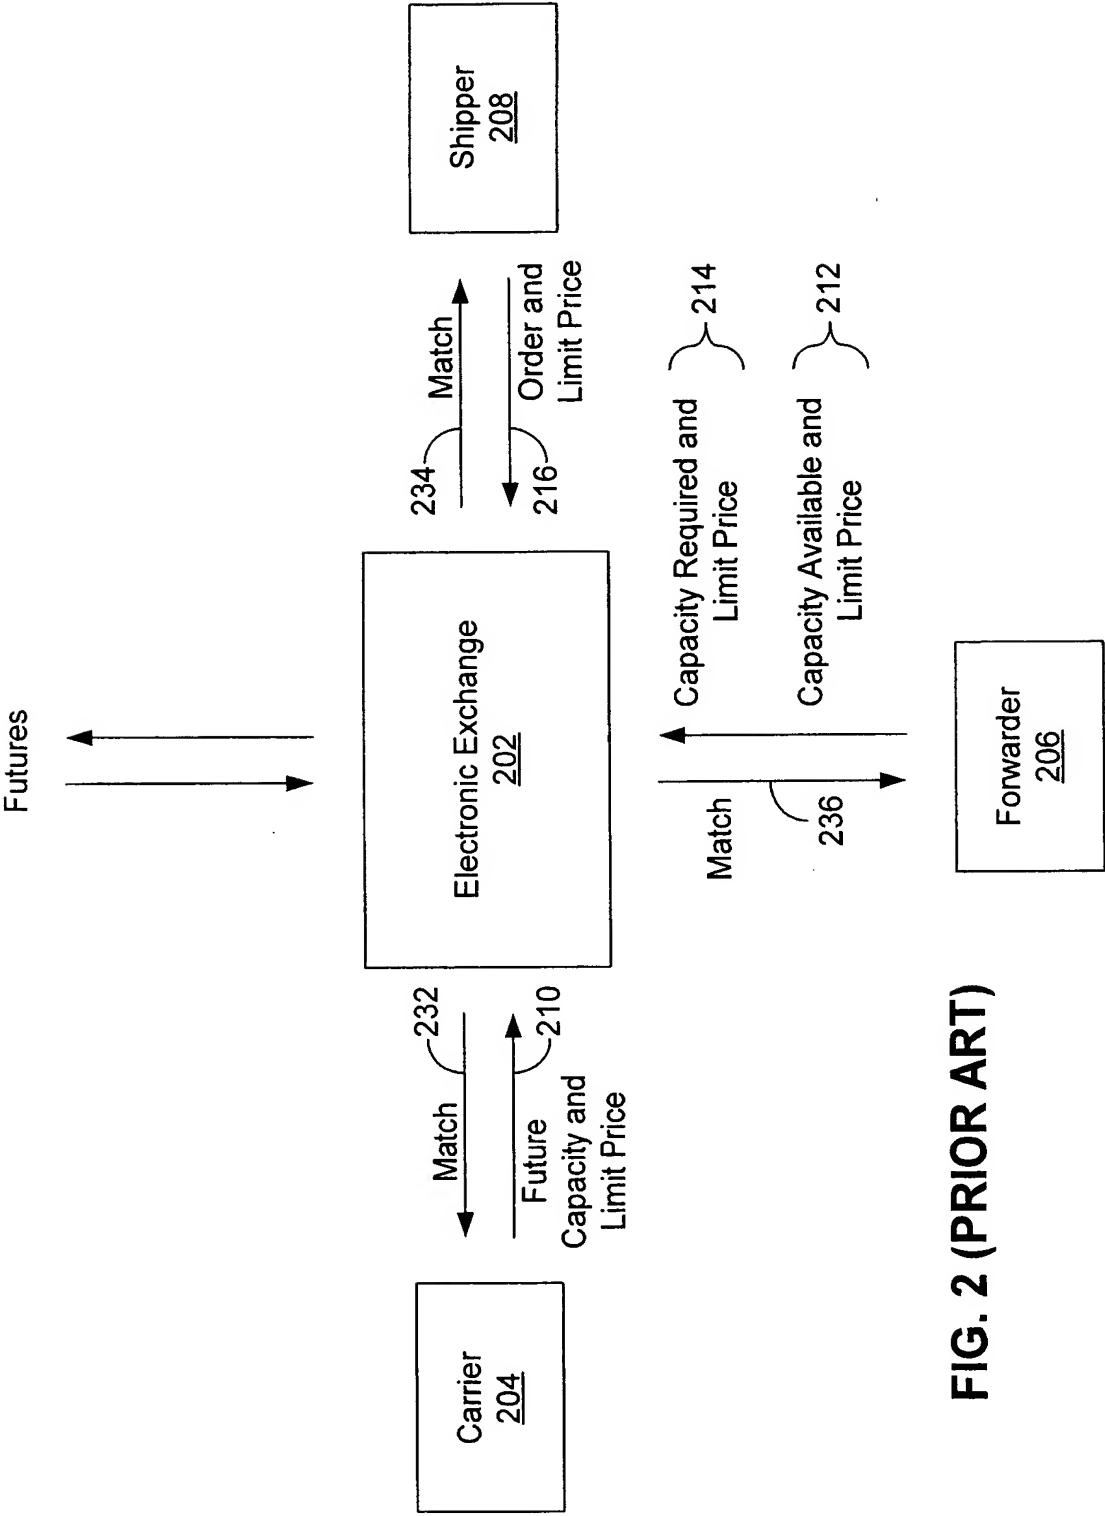 Futures
Carrier
204
Match
232
Future
Capacity and
Limit Price
210
Electronic Exchange
202
234
Match
216
Order and
Limit Price
Shipper
208
Match
236
Capacity Required and
Limit Price
214
Capacity Available and
Limit Price
212
Forwarder
206
FIG. 2 (PRIOR ART)